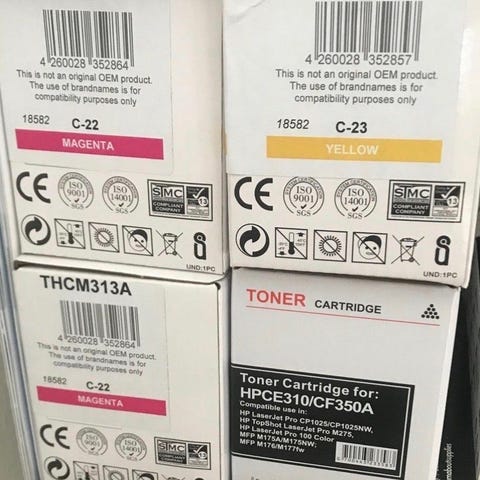 4 260028 352864
This is not an original OEM product.
The use of brandnames is for
compatibility purposes only
18582 C-22
MAGENTA
CE
ISO
9001
SGS
ISO
14001
SGS
SMC
COMPLIANT
COMPANY
UND:1PC
4 260028 352857
This is not an original OEM product.
The use of brandnames is for
compatibility purposes only
18582 C-23
YELLOW
CE
ISO
9001
SGS
ISO
14001
SGS
SMC
COMPLIANT
COMPANY
UND:1PC
THCM313A
4 260028 352864
This is not an original OEM product.
The use of brandnames is for
compatibility purposes only
18582 C-22
MAGENTA
CE
ISO
9001
SGS
ISO
14001
SGS
SMC
COMPLIANT
COMPANY
TONER CARTRIDGE
Toner Cartridge for:
HPCE310/CF350A
Compatible use in:
HP LaserJet Pro CP1025/CP1025NW,
HP TopShot LaserJet Pro M275,
HP LaserJet Pro 100 Color
MFP M175A/M175NW;
MFP M176/M177fw